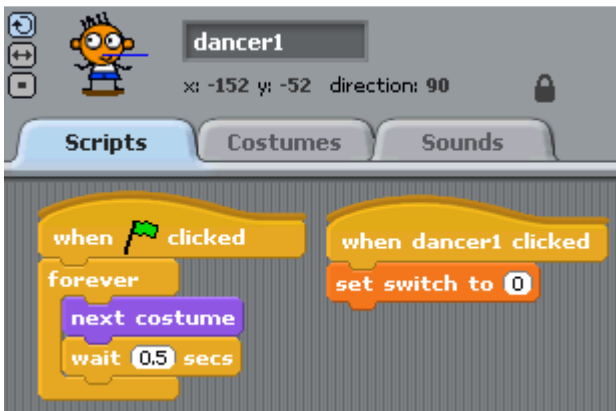 dancer1
x: -152 y: -52 direction: 90
Scripts Costumes Sounds
when clicked
forever
next costume
wait 0.5 secs
when dancer1 clicked
set switch to 0